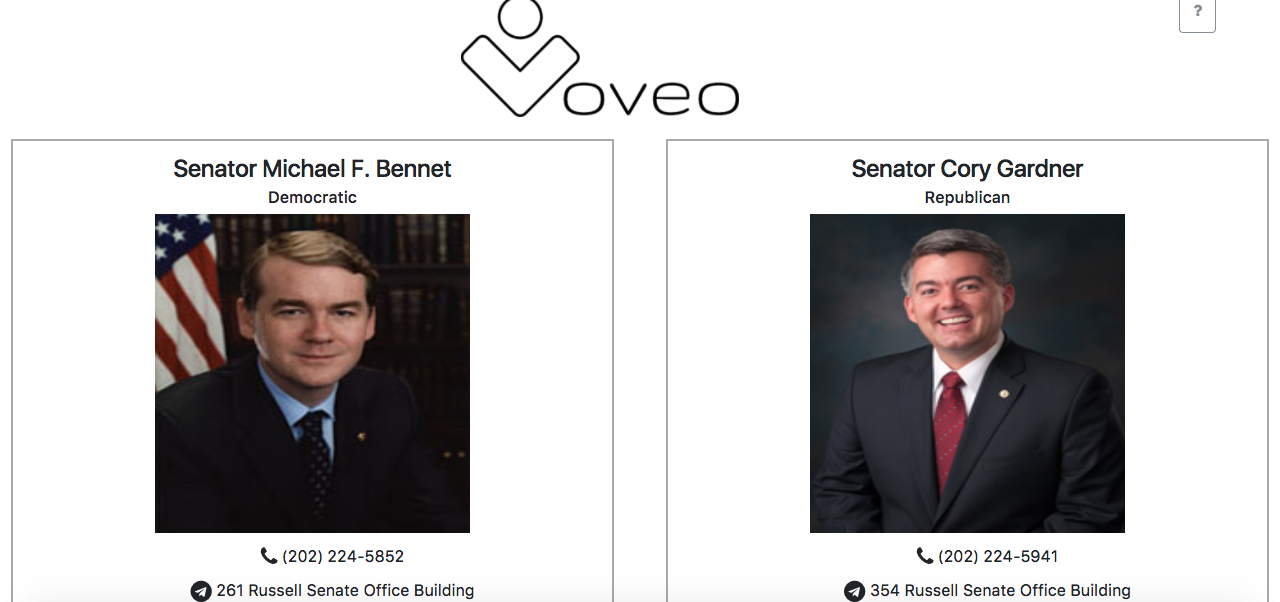 ?
Voveo
Senator Michael F. Bennet
Democratic
(202) 224-5852
261 Russell Senate Office Building
Senator Cory Gardner
Republican
(202) 224-5941
354 Russell Senate Office Building